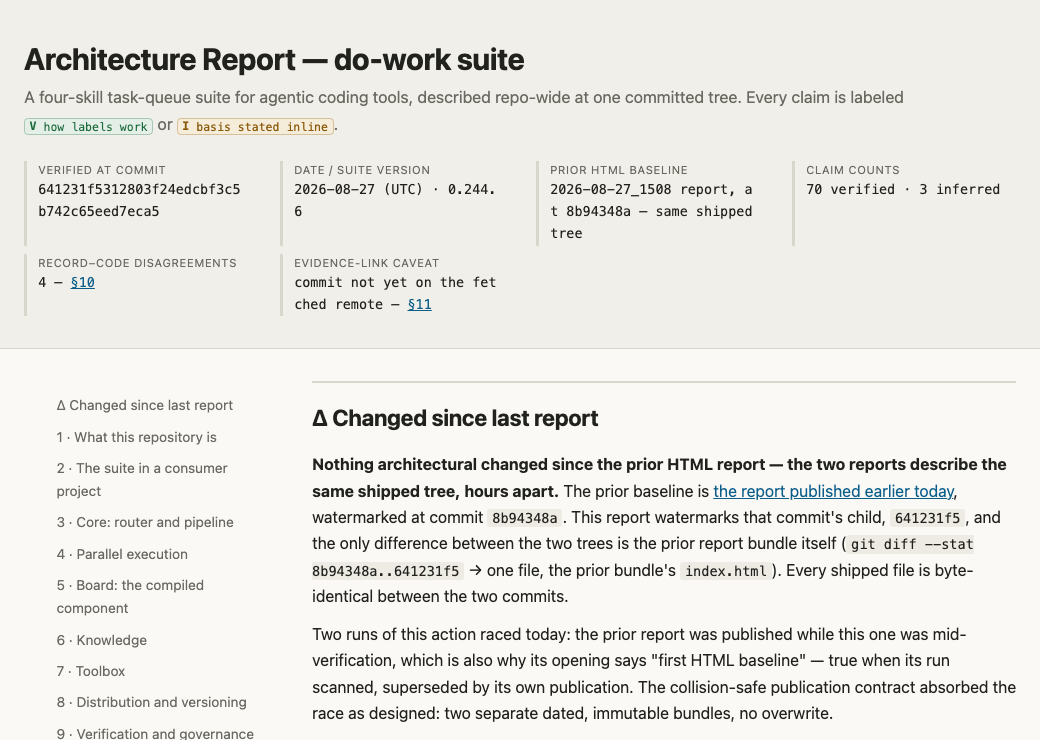 Architecture Report — do-work suite
A four-skill task-queue suite for agentic coding tools, described repo-wide at one committed tree. Every claim is labeled
V how labels work or I basis stated inline.
VERIFIED AT COMMIT
641231f5312803f24edcbf3c5
b742c65eed7eca5
DATE / SUITE VERSION
2026-08-27 (UTC) · 0.244.
6
PRIOR HTML BASELINE
2026-08-27_1508 report, a
t 8b94348a — same shipped
tree
CLAIM COUNTS
70 verified · 3 inferred
RECORD–CODE DISAGREEMENTS
4 — §10
EVIDENCE-LINK CAVEAT
commit not yet on the fet
ched remote — §11
Δ Changed since last report
1 · What this repository is
2 · The suite in a consumer
project
3 · Core: router and pipeline
4 · Parallel execution
5 · Board: the compiled
component
6 · Knowledge
7 · Toolbox
8 · Distribution and versioning
9 · Verification and governance
Δ Changed since last report
Nothing architectural changed since the prior HTML report — the two reports describe the
same shipped tree, hours apart. The prior baseline is the report published earlier today,
watermarked at commit 8b94348a. This report watermarks that commit's child, 641231f5, and
the only difference between the two trees is the prior report bundle itself ( git diff --stat
8b94348a..641231f5 → one file, the prior bundle's index.html). Every shipped file is byte-
identical between the two commits.
Two runs of this action raced today: the prior report was published while this one was mid-
verification, which is also why its opening says "first HTML baseline" — true when its run
scanned, superseded by its own publication. The collision-safe publication contract absorbed the
race as designed: two separate dated, immutable bundles, no overwrite.